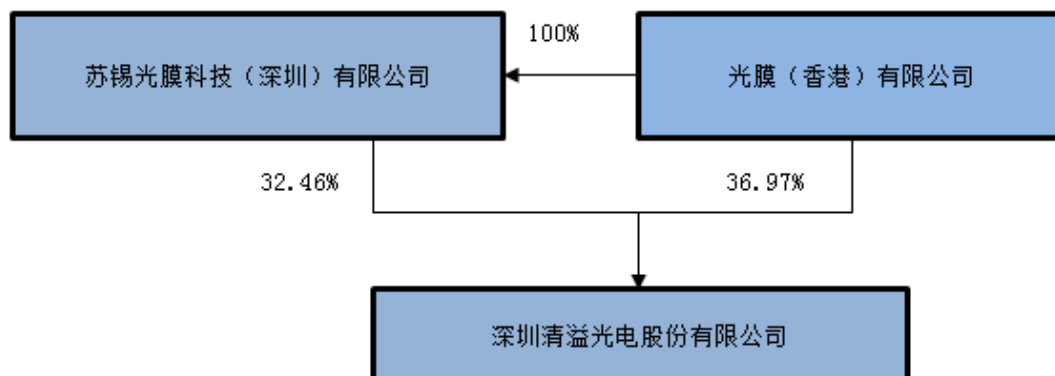 100%
苏锡光膜科技（深圳）有限公司
光膜（香港）有限公司
32.46%
36.97%
深圳清溢光电股份有限公司